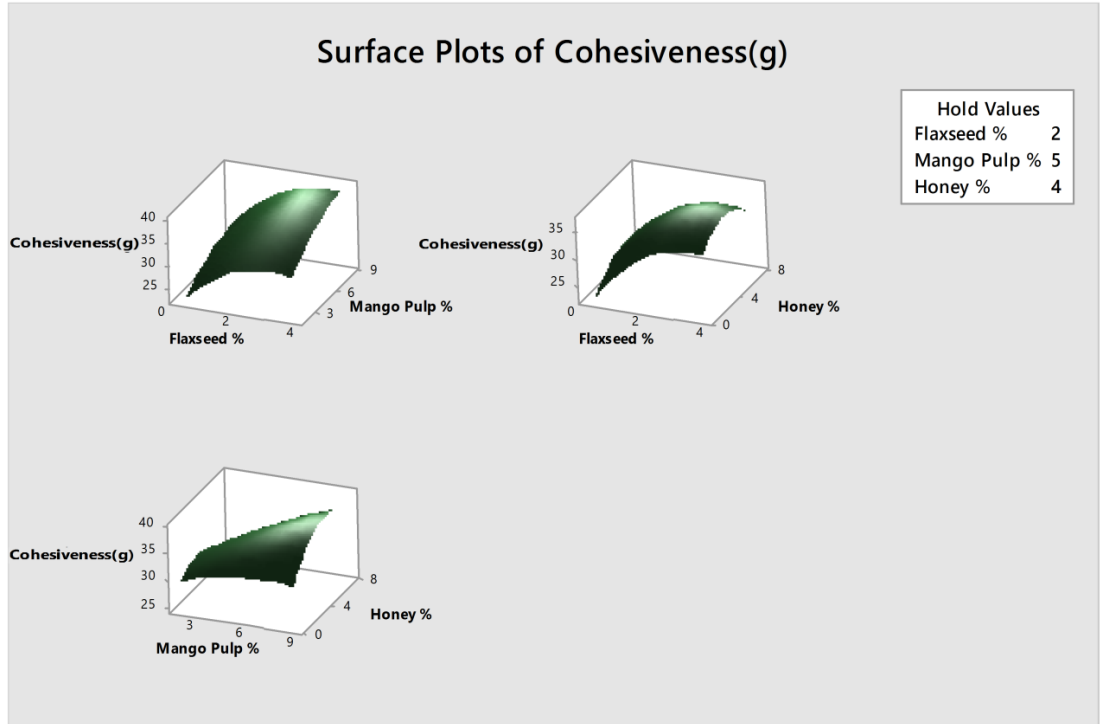 Surface Plots of Cohesiveness(g)
Hold Values
Flaxseed % 2
Mango Pulp % 5
Honey % 4
40
35
30
25
Cohesiveness(g)
0
2
4
Flaxseed %
3
6
9
Mango Pulp %
35
30
25
Cohesiveness(g)
0
2
4
Flaxseed %
0
4
8
Honey %
40
35
30
25
Cohesiveness(g)
3
6
9
Mango Pulp %
0
4
8
Honey %